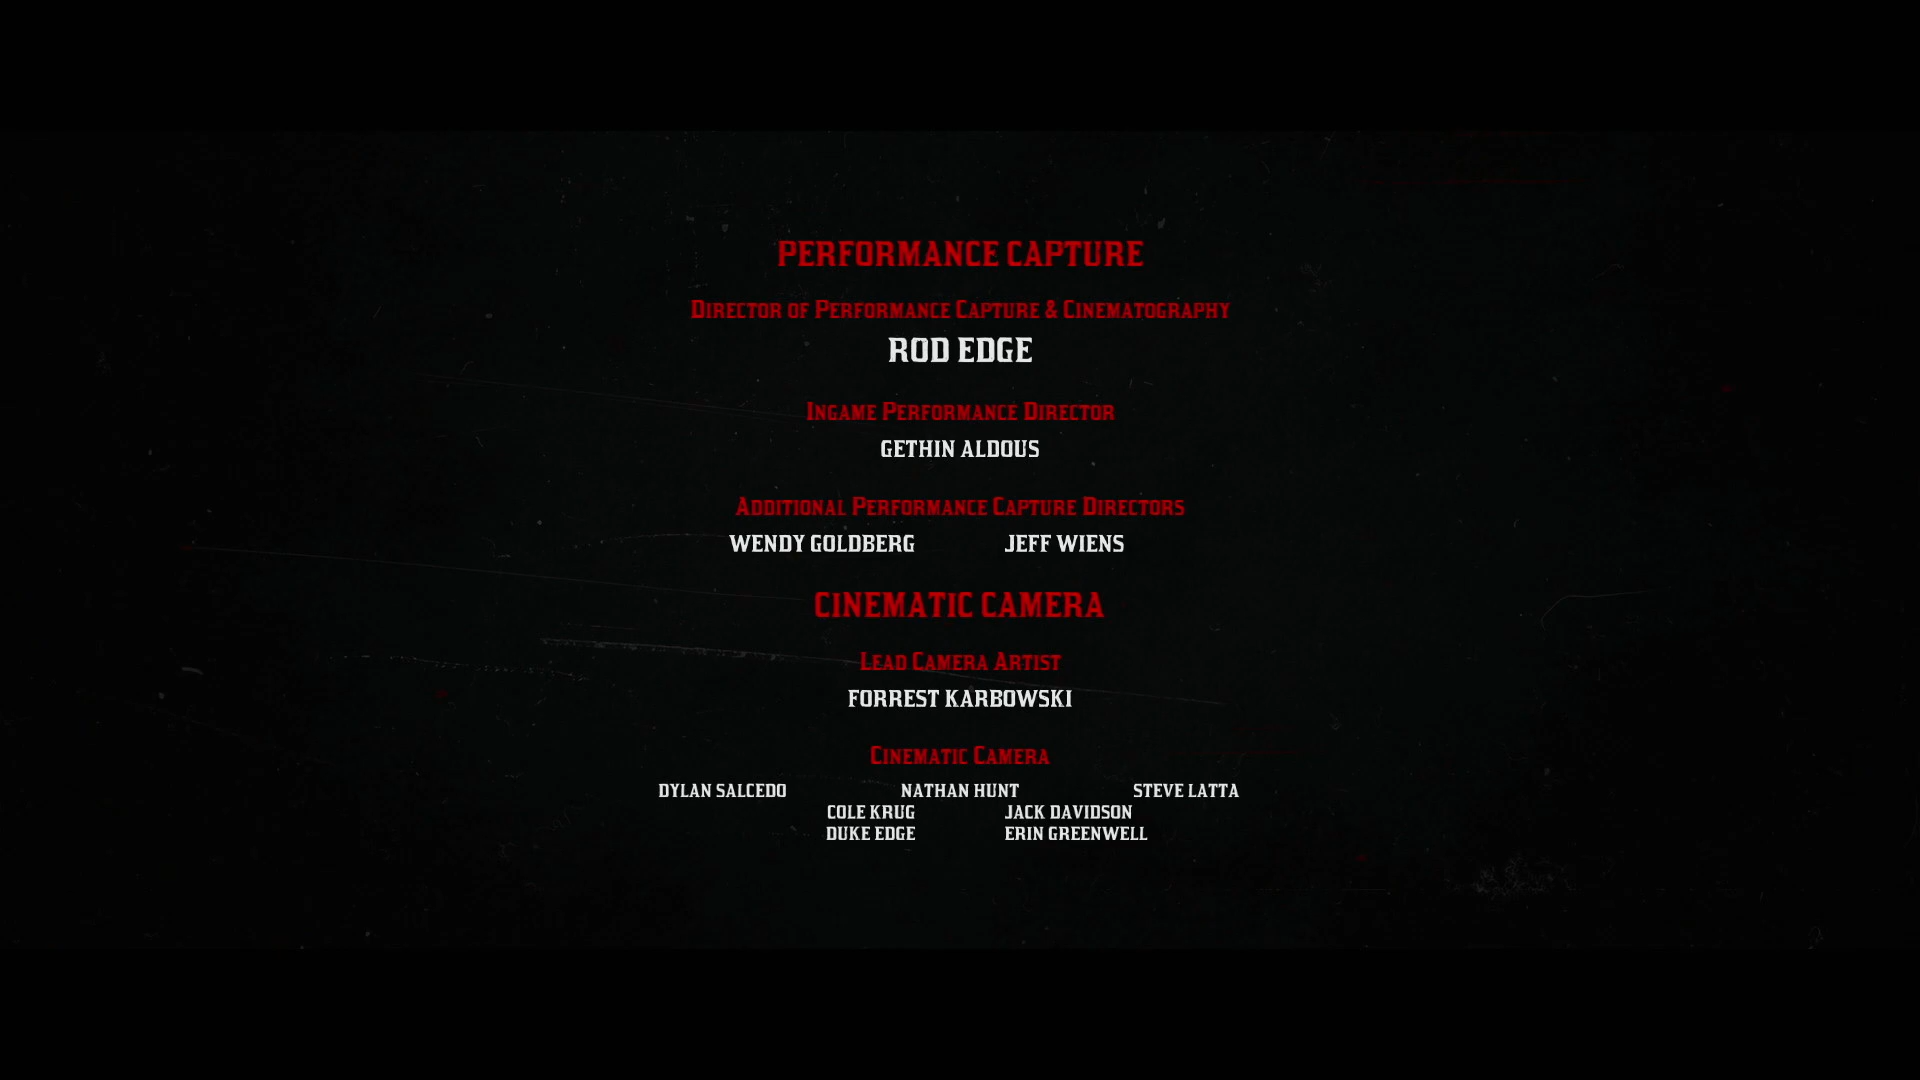 PERFORMANCE CAPTURE
DIRECTOR OF PERFORMANCE CAPTURE & CINEMATOGRAPHY
ROD EDGE
INGAME PERFORMANCE DIRECTOR
GETHIN ALDOUS
ADDITIONAL PERFORMANCE CAPTURE DIRECTORS
WENDY GOLDBERG JEFF WIENS
CINEMATIC CAMERA
LEAD CAMERA ARTIST
FORREST KARBOWSKI
CINEMATIC CAMERA
DYLAN SALCEDO NATHAN HUNT STEVE LATTA
COLE KRUG JACK DAVIDSON
DUKE EDGE ERIN GREENWELL